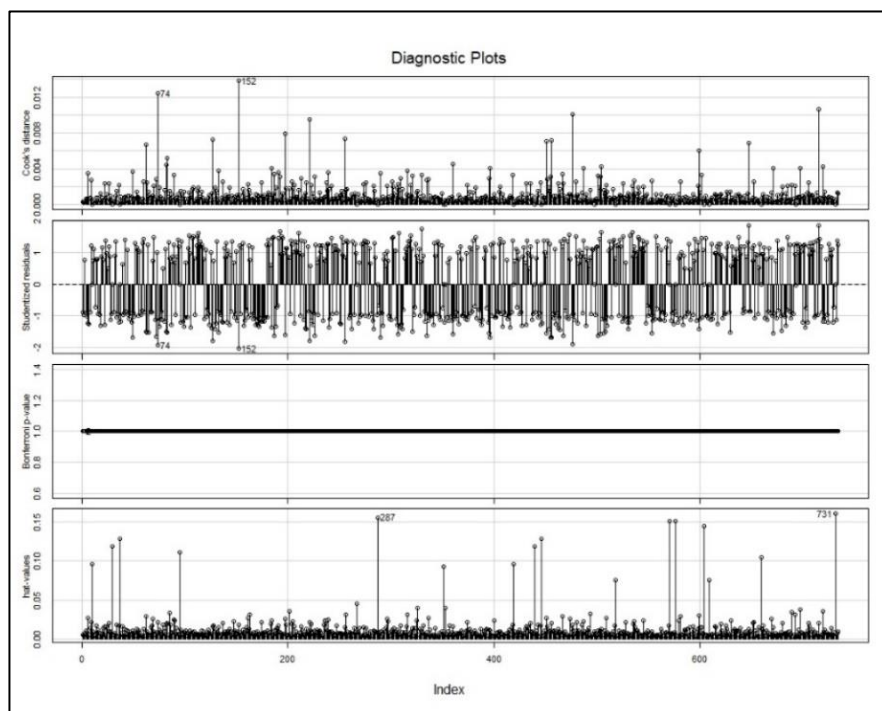 Diagnostic Plots
Cook's distance
0.000 0.004 0.008 0.012
74
152
Studentized residuals
-2 -1 0 1 2
74
152
Bonferroni p-value
0.6 0.8 1.0 1.2 1.4
hat-values
0.00 0.05 0.10 0.15
287
731
0 200 400 600
Index